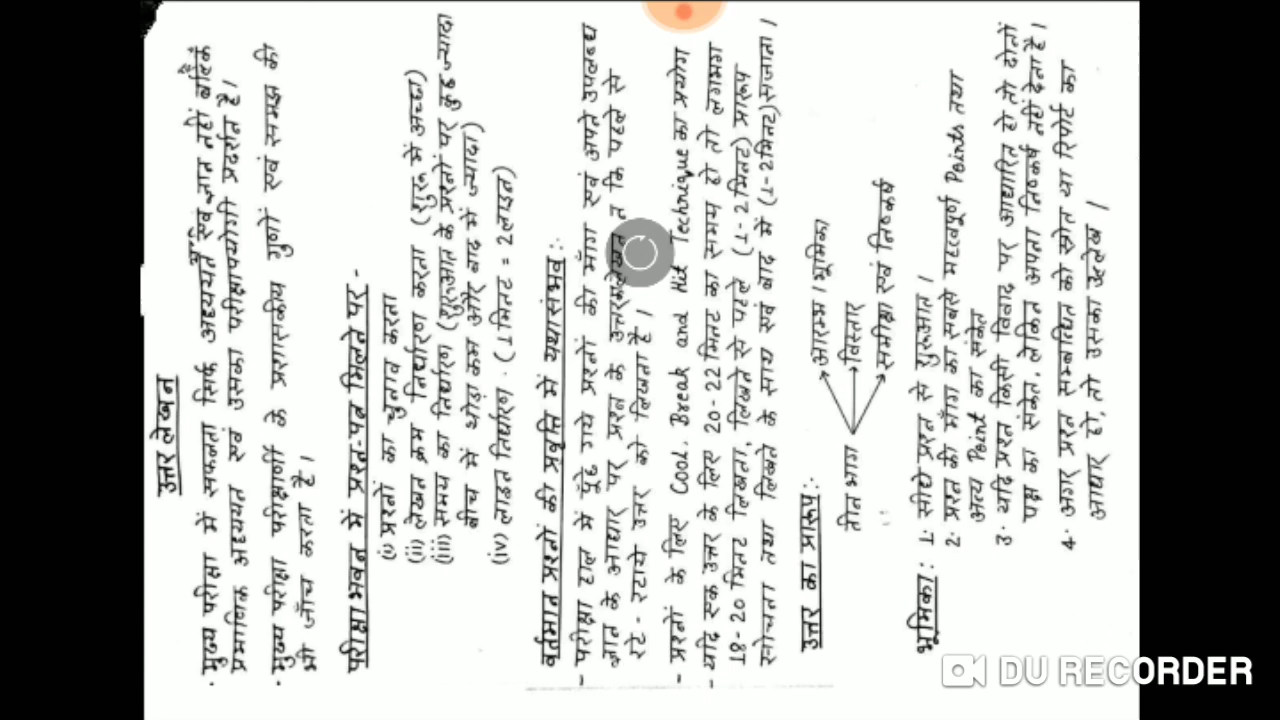 उत्तर लेखन
· मुख्य परीक्षा में सफलता सिर्फ अध्ययन एवं ज्ञान नहीं बल्कि
प्रमाणिक अध्ययन एवं उसका परीक्षापयोगी प्रदर्शन है।
· मुख्य परीक्षा परीक्षार्थी के प्रशासकीय गुणों एवं समझ की
भी जाँच करता है।
परीक्षा भवन में प्रश्न-पत्र मिलने पर -
(i) प्रश्नों का चुनाव करना
(ii) लेखन क्रम निर्धारण करना (शुरू में अच्छा)
(iii) समय का निर्धारण (शुरुआत के प्रश्नों पर कुछ ज्यादा
बीच में थोड़ा कम और बाद में ज्यादा)
(iv) लाइन निर्धारण . (1 मिनट = 2 लाइन)
वर्तमान प्रश्नों की प्रवृत्ति में यथासंभव :-
- परीक्षा हाल में पूछे गये प्रश्नों की माँग एवं अपने उपलब्ध
ज्ञान के आधार पर प्रश्न के न कि पहले से
रटे - रटाये उत्तर को लिखना है।
- प्रश्नों के लिए Cool. Break and Hit Technique का प्रयोग
- यदि एक उत्तर के लिए 20-22 मिनट का समय हो तो लगभग
18-20 मिनट लिखना, लिखने से पहले (1-2 मिनट) प्रारूप
सोचना तथा लिखने के साथ एवं बाद में (1-2 मिनट) सजाना।
उत्तर का प्रारूप :-
तीन भाग
आरम्भ / भूमिका
विस्तार
समीक्षा एवं निष्कर्ष
भूमिका : 1. सीधे प्रश्न से शुरुआत।
2. प्रश्न की माँग का सबसे महत्वपूर्ण Points तथा
अन्य Point का संकेत
3. यदि प्रश्न किसी विवाद पर आधारित हो तो दोनों
पक्ष का संकेत, लेकिन अपना निष्कर्ष नहीं देना है।
4. अगर प्रश्न सम्बन्धित कोई स्रोत या रिपोर्ट का
आधार हो, तो उसका उल्लेख।
DU RECORDER